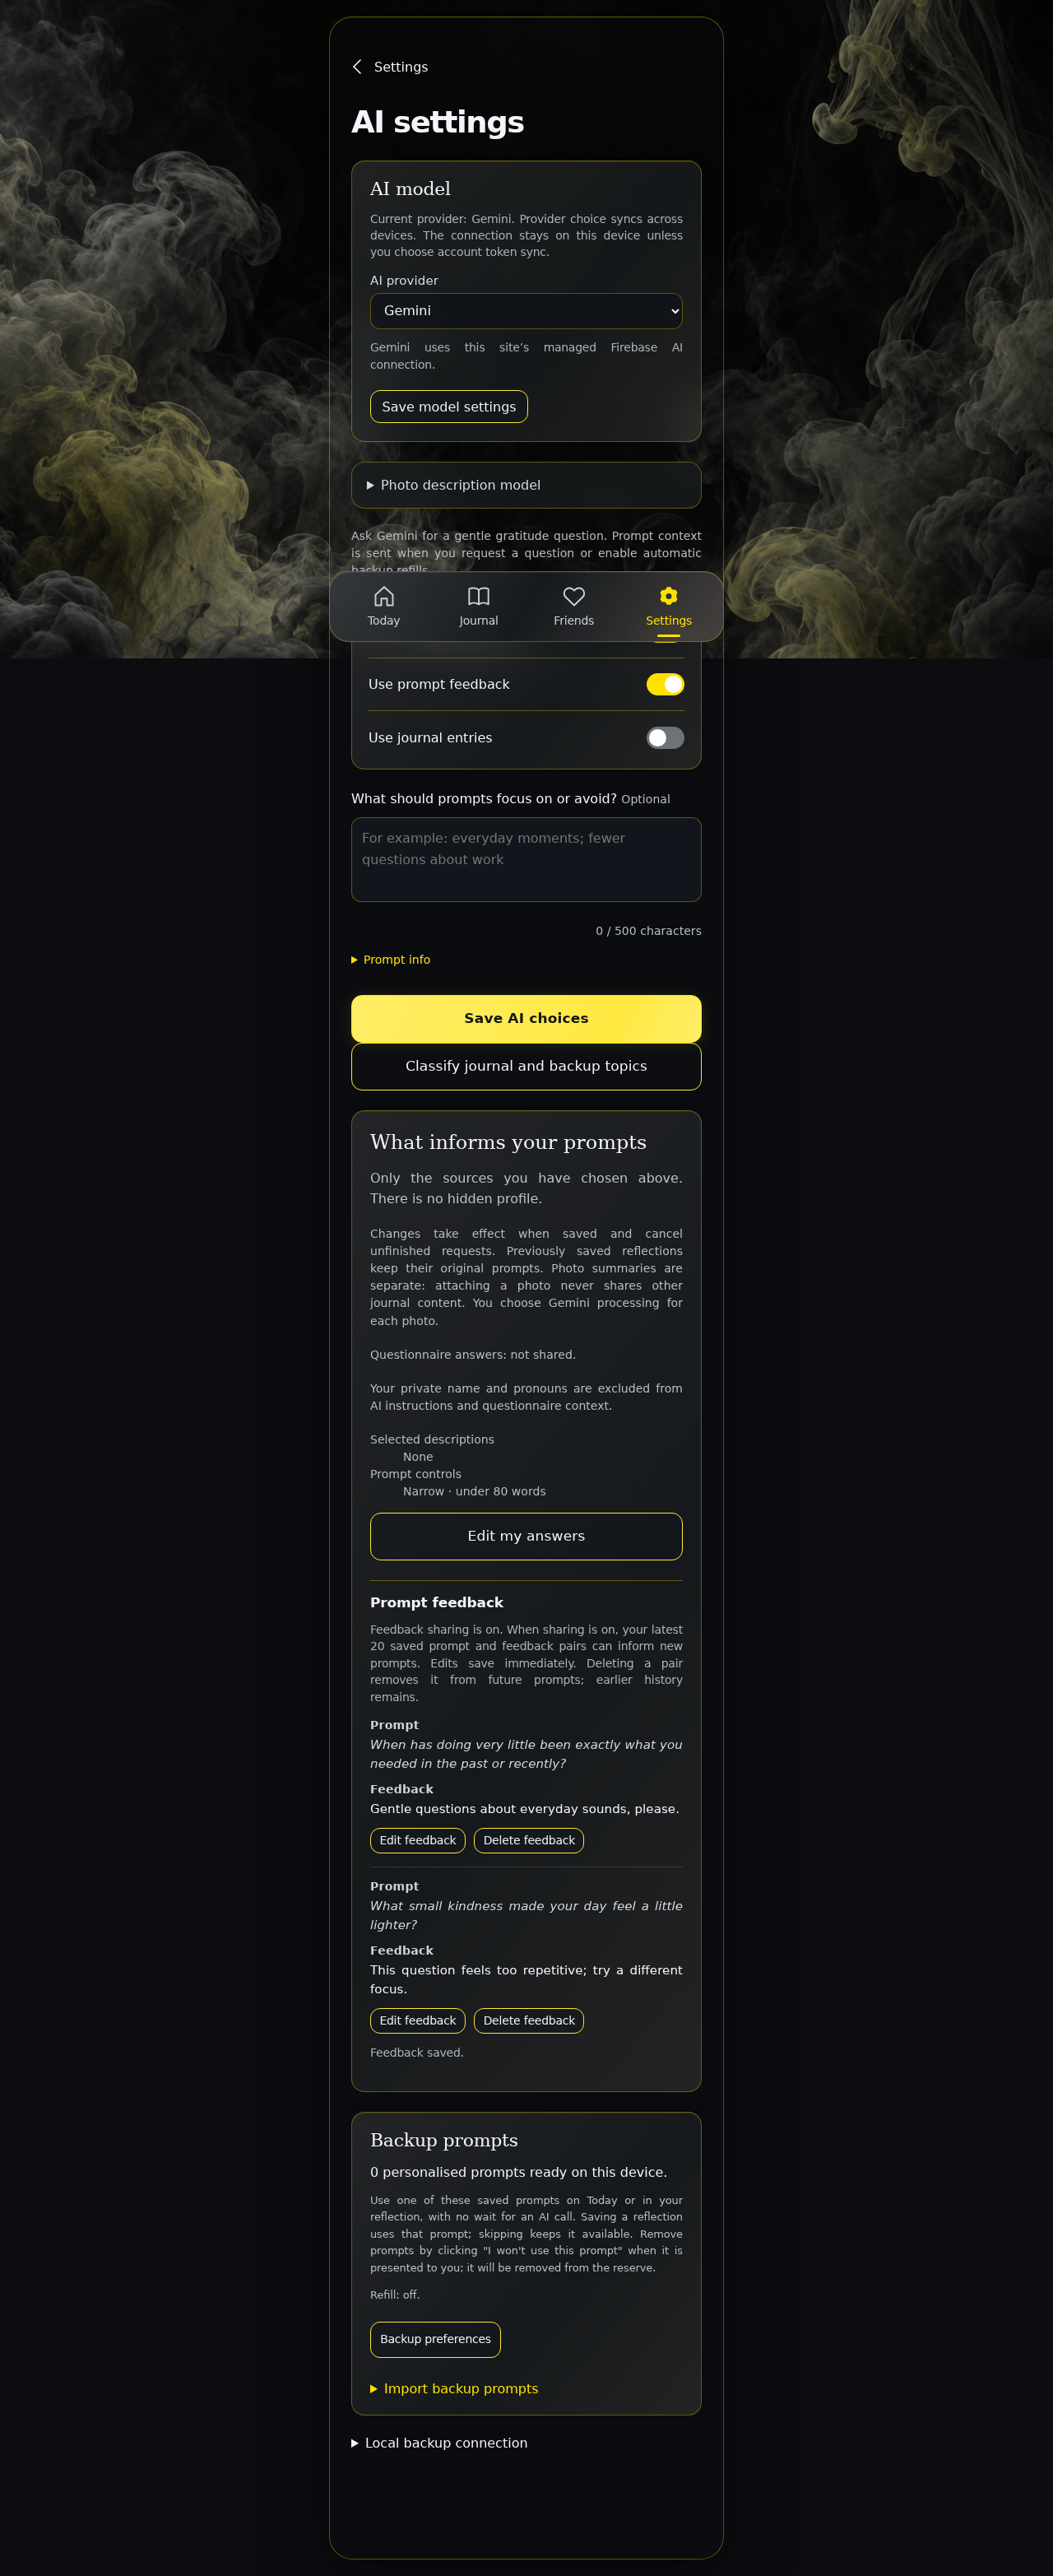 Settings
AI settings
AI model
Current provider: Gemini. Provider choice syncs across
devices. The connection stays on this device unless
you choose account token sync.
AI provider
Gemini
Gemini uses this site’s managed Firebase AI
connection.
Save model settings
Photo description model
Ask Gemini for a gentle gratitude question. Prompt context
is sent when you request a question or enable automatic
backup refills.
Today
Journal
Friends
Settings
Use prompt feedback
Use journal entries
What should prompts focus on or avoid? Optional
For example: everyday moments; fewer
questions about work
0 / 500 characters
Prompt info
Save AI choices
Classify journal and backup topics
What informs your prompts
Only the sources you have chosen above.
There is no hidden profile.
Changes take effect when saved and cancel
unfinished requests. Previously saved reflections
keep their original prompts. Photo summaries are
separate: attaching a photo never shares other
journal content. You choose Gemini processing for
each photo.
Questionnaire answers: not shared.
Your private name and pronouns are excluded from
AI instructions and questionnaire context.
Selected descriptions
None
Prompt controls
Narrow · under 80 words
Edit my answers
Prompt feedback
Feedback sharing is on. When sharing is on, your latest
20 saved prompt and feedback pairs can inform new
prompts. Edits save immediately. Deleting a pair
removes it from future prompts; earlier history
remains.
Prompt
When has doing very little been exactly what you
needed in the past or recently?
Feedback
Gentle questions about everyday sounds, please.
Edit feedback
Delete feedback
Prompt
What small kindness made your day feel a little
lighter?
Feedback
This question feels too repetitive; try a different
focus.
Edit feedback
Delete feedback
Feedback saved.
Backup prompts
0 personalised prompts ready on this device.
Use one of these saved prompts on Today or in your
reflection, with no wait for an AI call. Saving a reflection
uses that prompt; skipping keeps it available. Remove
prompts by clicking "I won't use this prompt" when it is
presented to you; it will be removed from the reserve.
Refill: off.
Backup preferences
Import backup prompts
Local backup connection